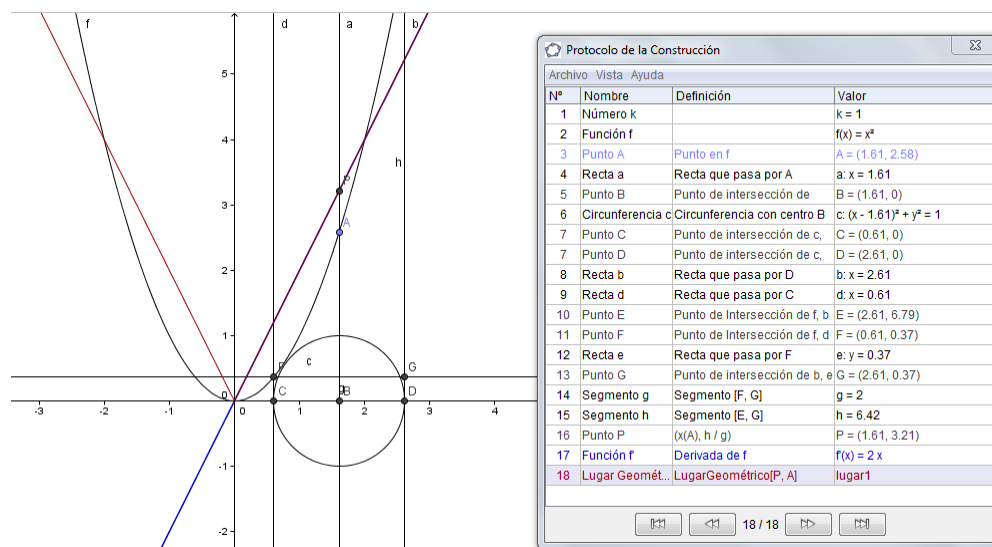 f
d
a
b
5
4
3
2
1
0
-1
-2
-3
-2
-1
0
1
2
3
4
h
P
A
F
c
G
C
g
B
D
Protocolo de la Construcción
Archivo Vista Ayuda
Nº Nombre Definición Valor
1 Número k k = 1
2 Función f f(x) = x²
3 Punto A Punto en f A = (1.61, 2.58)
4 Recta a Recta que pasa por A a: x = 1.61
5 Punto B Punto de intersección de B = (1.61, 0)
6 Circunferencia c Circunferencia con centro B c: (x - 1.61)² + y² = 1
7 Punto C Punto de intersección de c, C = (0.61, 0)
7 Punto D Punto de intersección de c, D = (2.61, 0)
8 Recta b Recta que pasa por D b: x = 2.61
9 Recta d Recta que pasa por C d: x = 0.61
10 Punto E Punto de Intersección de f, b E = (2.61, 6.79)
11 Punto F Punto de Intersección de f, d F = (0.61, 0.37)
12 Recta e Recta que pasa por F e: y = 0.37
13 Punto G Punto de intersección de b, e G = (2.61, 0.37)
14 Segmento g Segmento [F, G] g = 2
15 Segmento h Segmento [E, G] h = 6.42
16 Punto P (x(A), h / g) P = (1.61, 3.21)
17 Función f' Derivada de f f'(x) = 2 x
18 Lugar Geomét... LugarGeométrico[P, A] lugar1
18 / 18